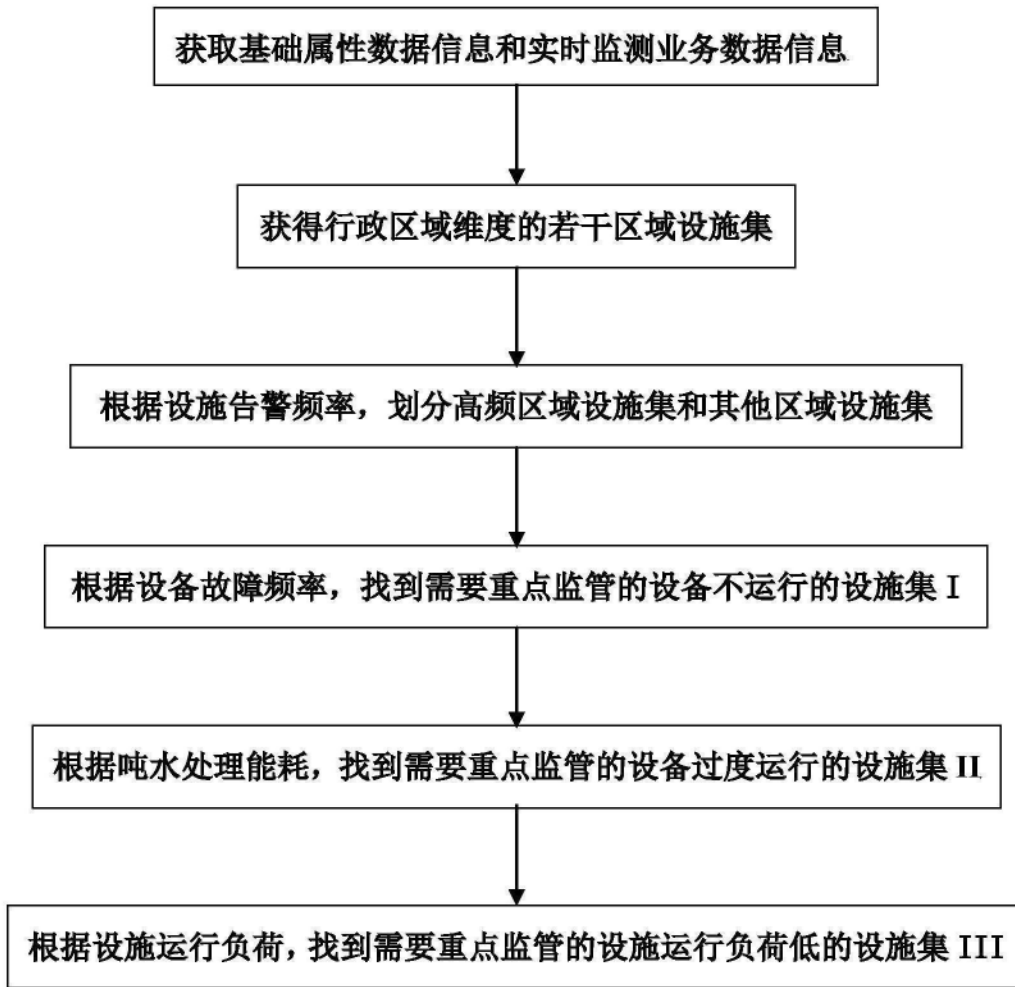 获取基础属性数据信息和实时监测业务数据信息
获得行政区域维度的若干区域设施集
根据设施告警频率，划分高频区域设施集和其他区域设施集
根据设备故障频率，找到需要重点监管的设备不运行的设施集 I
根据吨水处理能耗，找到需要重点监管的设备过度运行的设施集 II
根据设施运行负荷，找到需要重点监管的设施运行负荷低的设施集 III